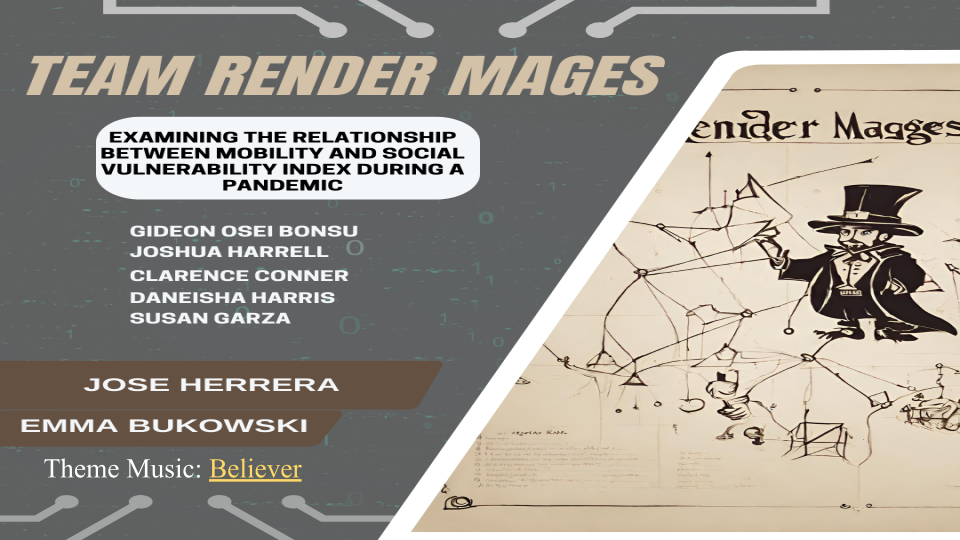 TEAM RENDER MAGES
EXAMINING THE RELATIONSHIP
BETWEEN MOBILITY AND SOCIAL
VULNERABILITY INDEX DURING A
PANDEMIC
GIDEON OSEI BONSU
JOSHUA HARRELL
CLARENCE CONNER
DANEISHA HARRIS
SUSAN GARZA
JOSE HERRERA
EMMA BUKOWSKI
Theme Music: Believer
enider Magges